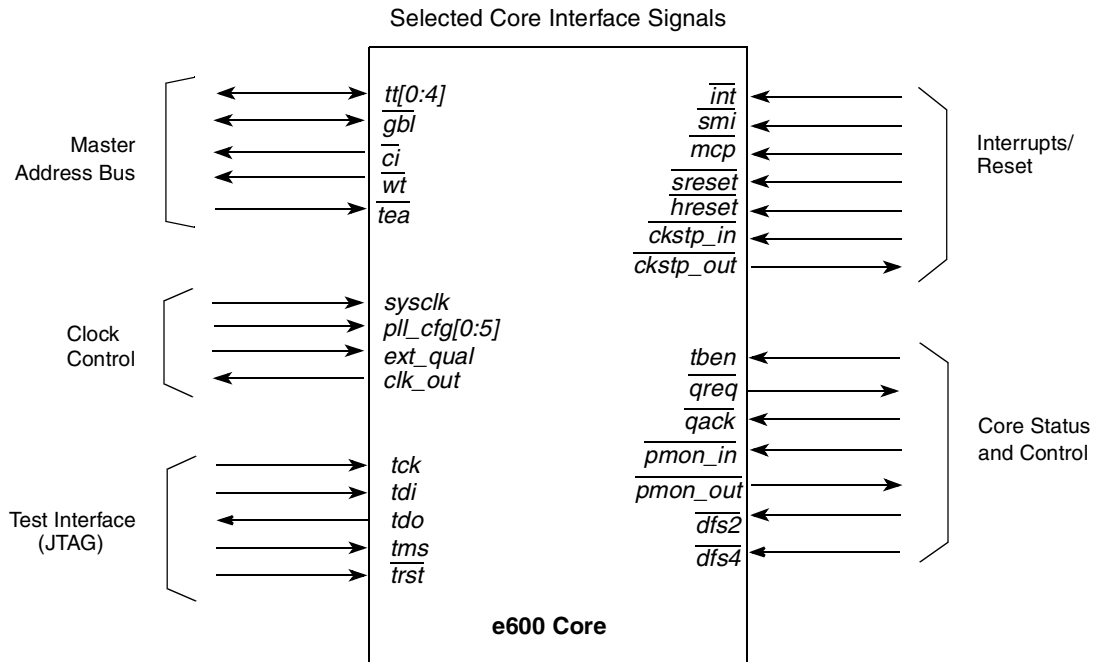 Selected Core Interface Signals
Master
Address Bus
tt[0:4]
gbl
ci
wt
tea
Clock
Control
sysclk
pll_cfg[0:5]
ext_qual
clk_out
Test Interface
(JTAG)
tck
tdi
tdo
tms
trst
int
smi
mcp
sreset
hreset
ckstp_in
ckstp_out
Interrupts/
Reset
tben
qreq
qack
pmon_in
pmon_out
dfs2
dfs4
Core Status
and Control
e600 Core